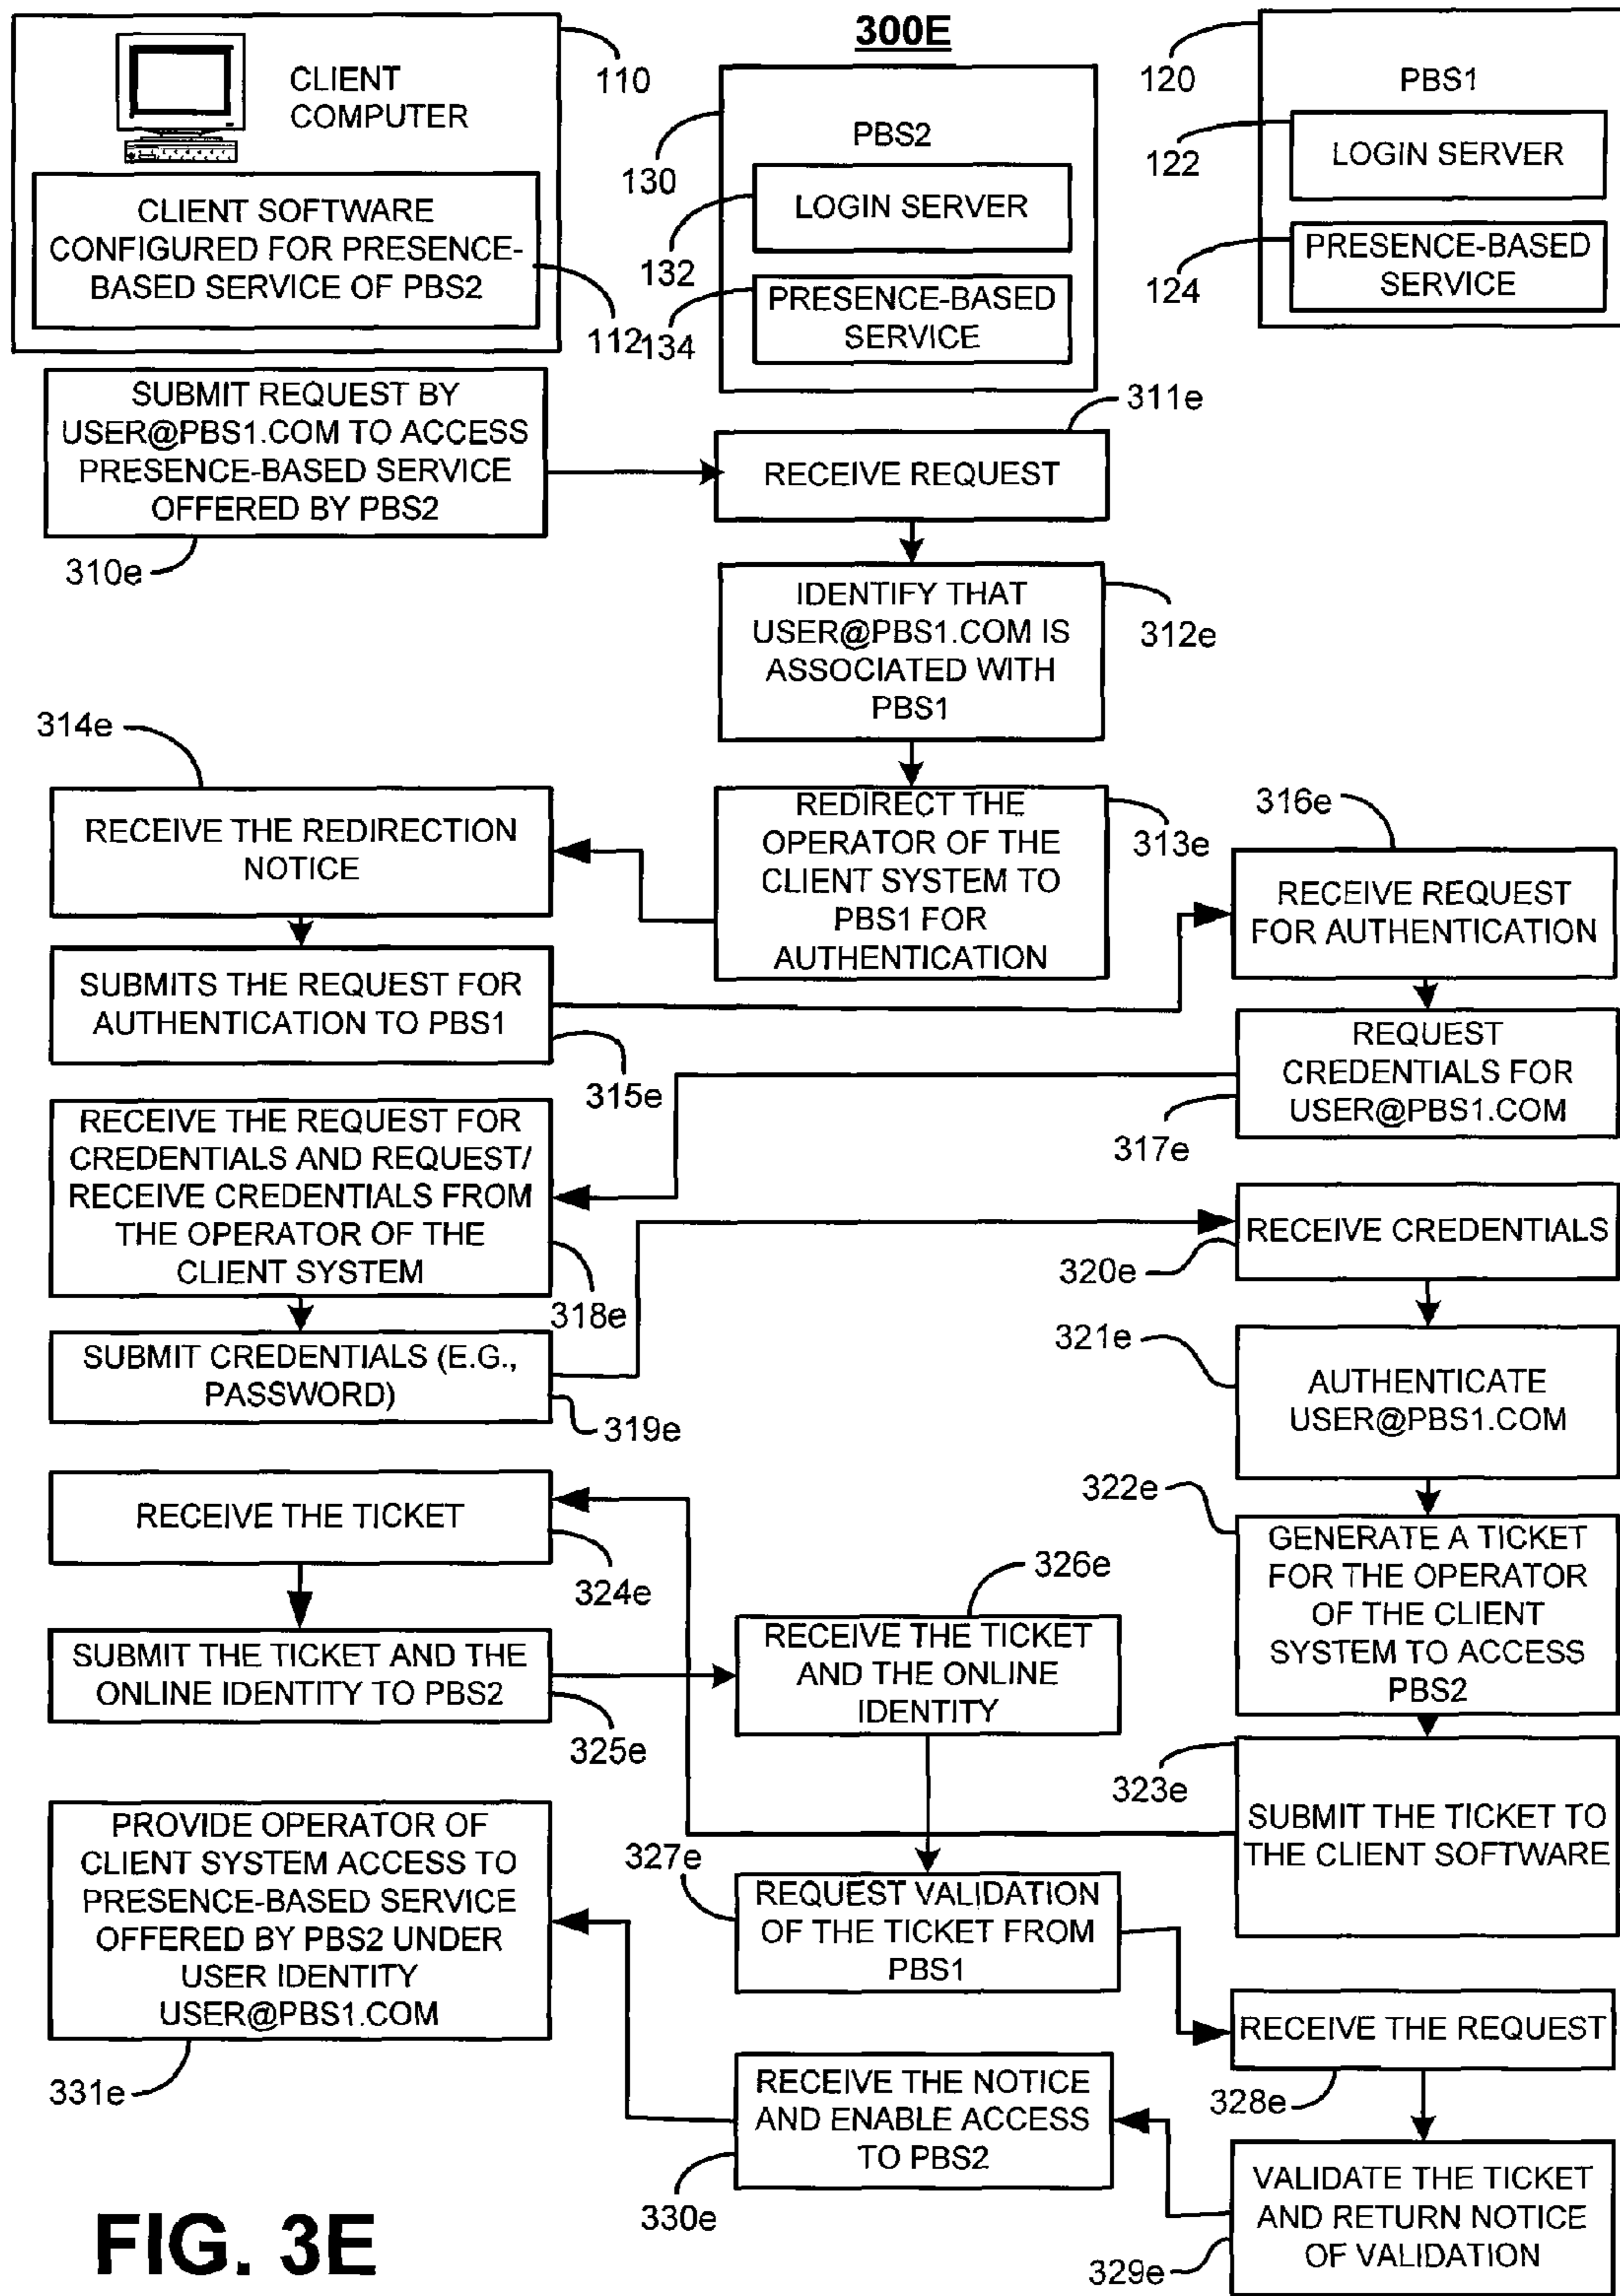 300E
CLIENT
COMPUTER
110
CLIENT SOFTWARE
CONFIGURED FOR PRESENCE-
BASED SERVICE OF PBS2
112
130
PBS2
132
LOGIN SERVER
134
PRESENCE-BASED
SERVICE
120
PBS1
122
LOGIN SERVER
124
PRESENCE-BASED
SERVICE
SUBMIT REQUEST BY
USER@PBS1.COM TO ACCESS
PRESENCE-BASED SERVICE
OFFERED BY PBS2
310e
311e
RECEIVE REQUEST
IDENTIFY THAT
USER@PBS1.COM IS
ASSOCIATED WITH
PBS1
312e
REDIRECT THE
OPERATOR OF THE
CLIENT SYSTEM TO
PBS1 FOR
AUTHENTICATION
313e
314e
RECEIVE THE REDIRECTION
NOTICE
SUBMITS THE REQUEST FOR
AUTHENTICATION TO PBS1
315e
316e
RECEIVE REQUEST
FOR AUTHENTICATION
REQUEST
CREDENTIALS FOR
USER@PBS1.COM
317e
RECEIVE THE REQUEST FOR
CREDENTIALS AND REQUEST/
RECEIVE CREDENTIALS FROM
THE OPERATOR OF THE
CLIENT SYSTEM
318e
SUBMIT CREDENTIALS (E.G.,
PASSWORD)
319e
RECEIVE CREDENTIALS
320e
321e
AUTHENTICATE
USER@PBS1.COM
322e
GENERATE A TICKET
FOR THE OPERATOR
OF THE CLIENT
SYSTEM TO ACCESS
PBS2
323e
SUBMIT THE TICKET TO
THE CLIENT SOFTWARE
RECEIVE THE TICKET
324e
SUBMIT THE TICKET AND THE
ONLINE IDENTITY TO PBS2
325e
326e
RECEIVE THE TICKET
AND THE ONLINE
IDENTITY
327e
REQUEST VALIDATION
OF THE TICKET FROM
PBS1
RECEIVE THE REQUEST
328e
VALIDATE THE TICKET
AND RETURN NOTICE
OF VALIDATION
329e
RECEIVE THE NOTICE
AND ENABLE ACCESS
TO PBS2
330e
PROVIDE OPERATOR OF
CLIENT SYSTEM ACCESS TO
PRESENCE-BASED SERVICE
OFFERED BY PBS2 UNDER
USER IDENTITY
USER@PBS1.COM
331e
FIG. 3E